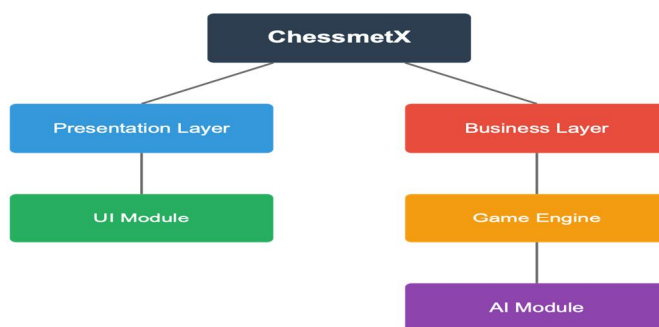 ChessmetX
Presentation Layer
Business Layer
UI Module
Game Engine
AI Module